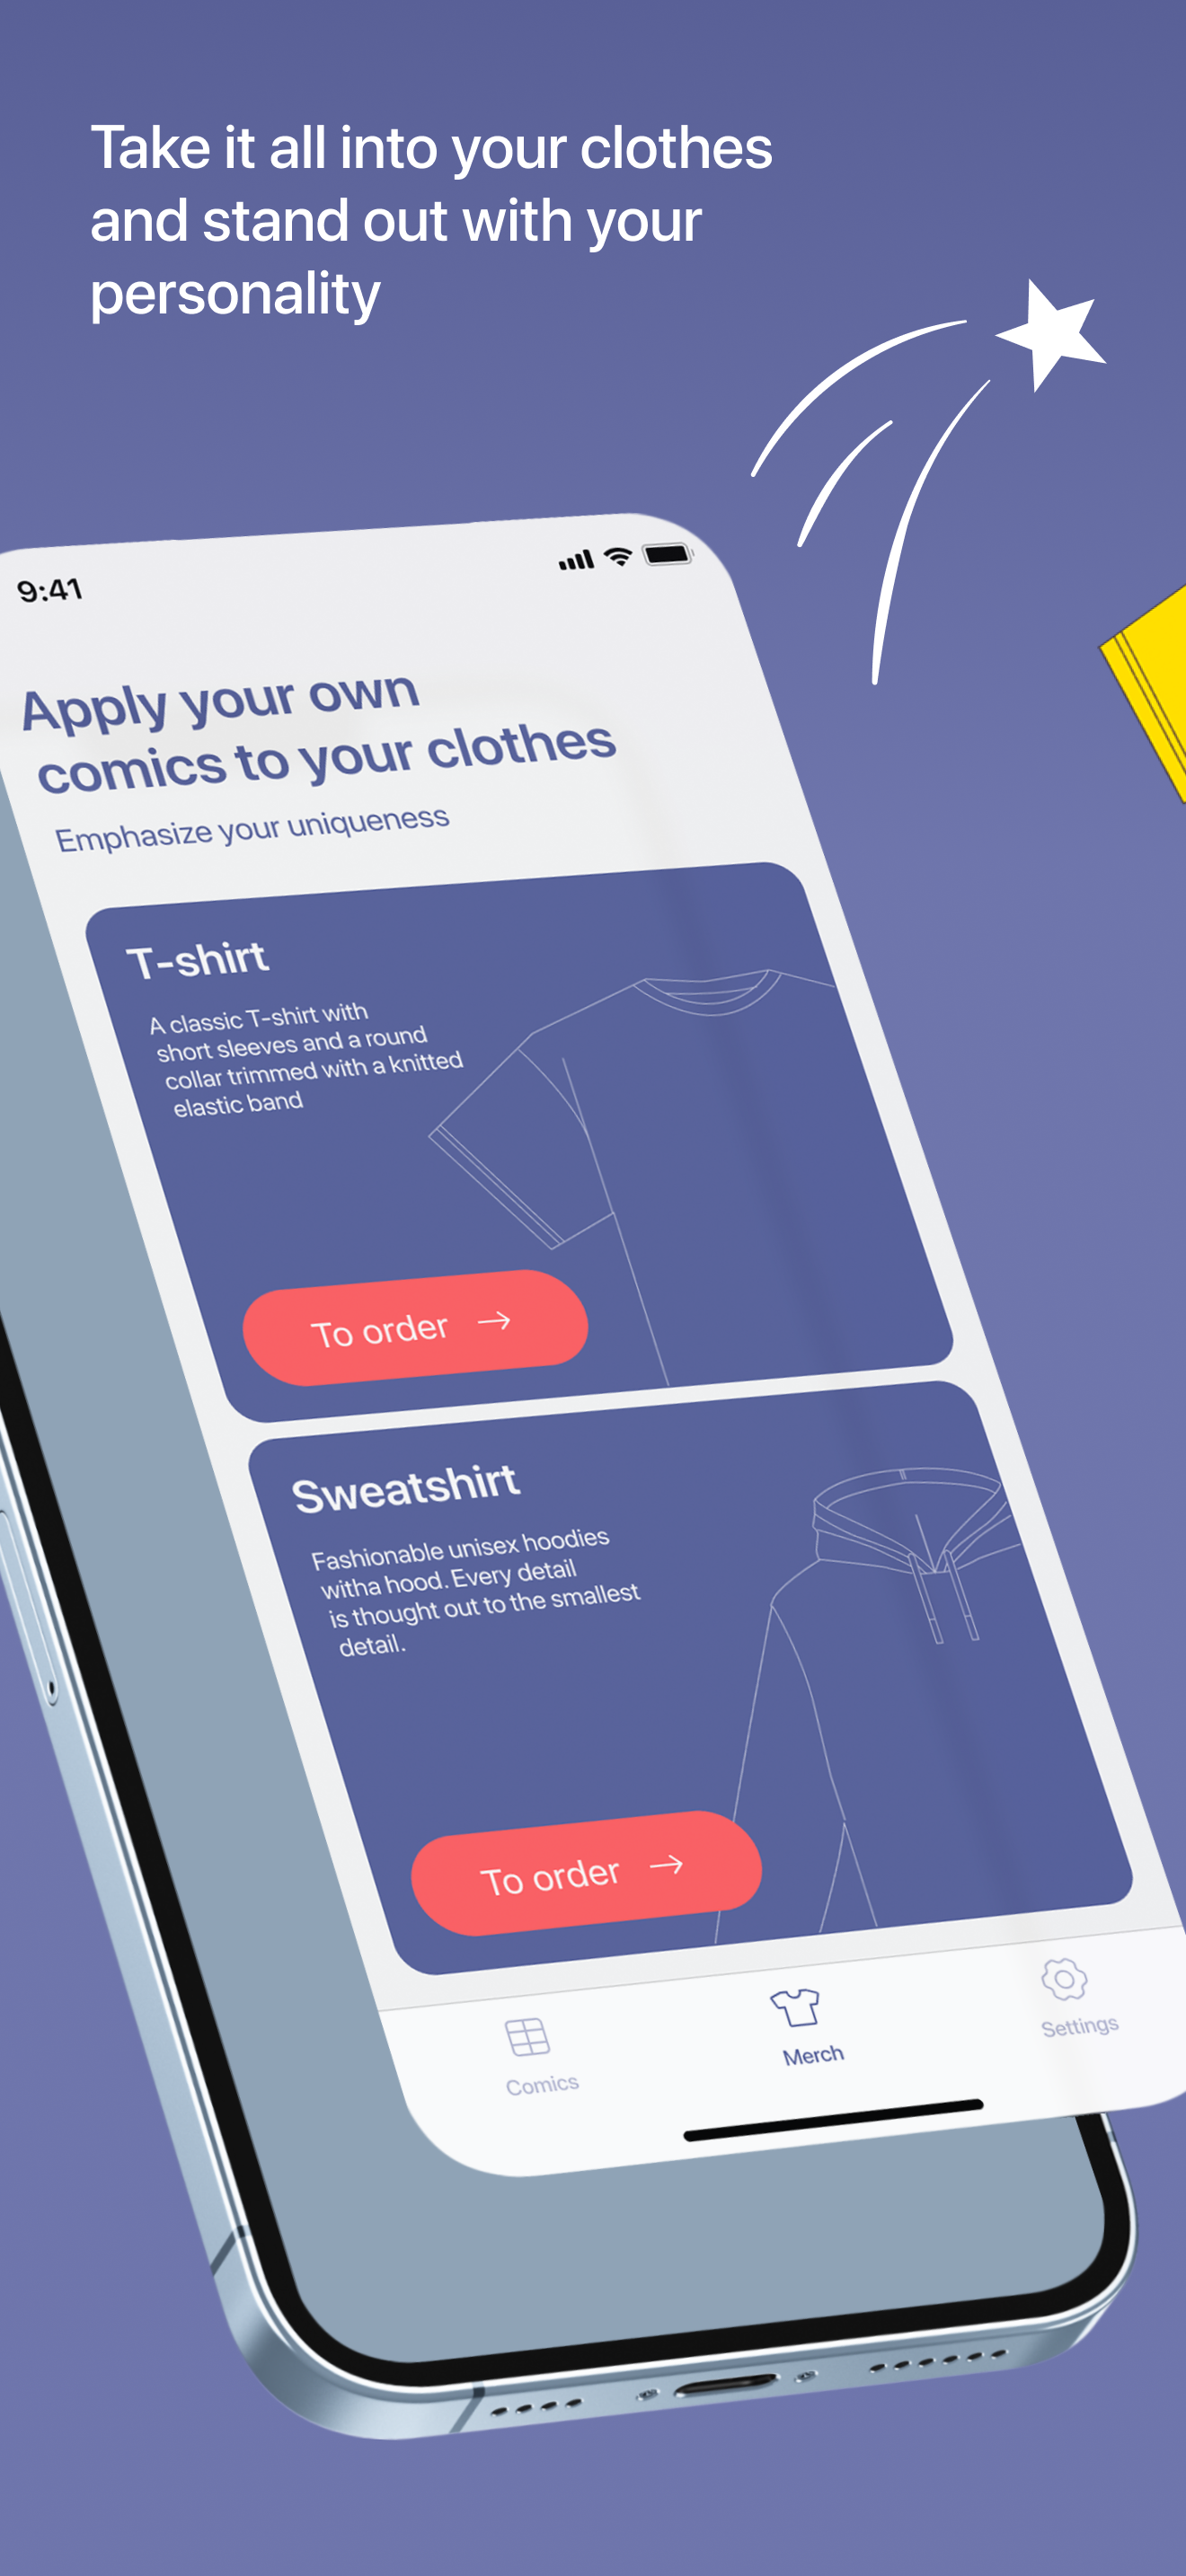 Take it all into your clothes
and stand out with your
personality
9:41
Apply your own
comics to your clothes
Emphasize your uniqueness
T-shirt
A classic T-shirt with
short sleeves and a round
collar trimmed with a knitted
elastic band
To order
Sweatshirt
Fashionable unisex hoodies
witha hood. Every detail
is thought out to the smallest
detail.
To order
Comics
Merch
Settings